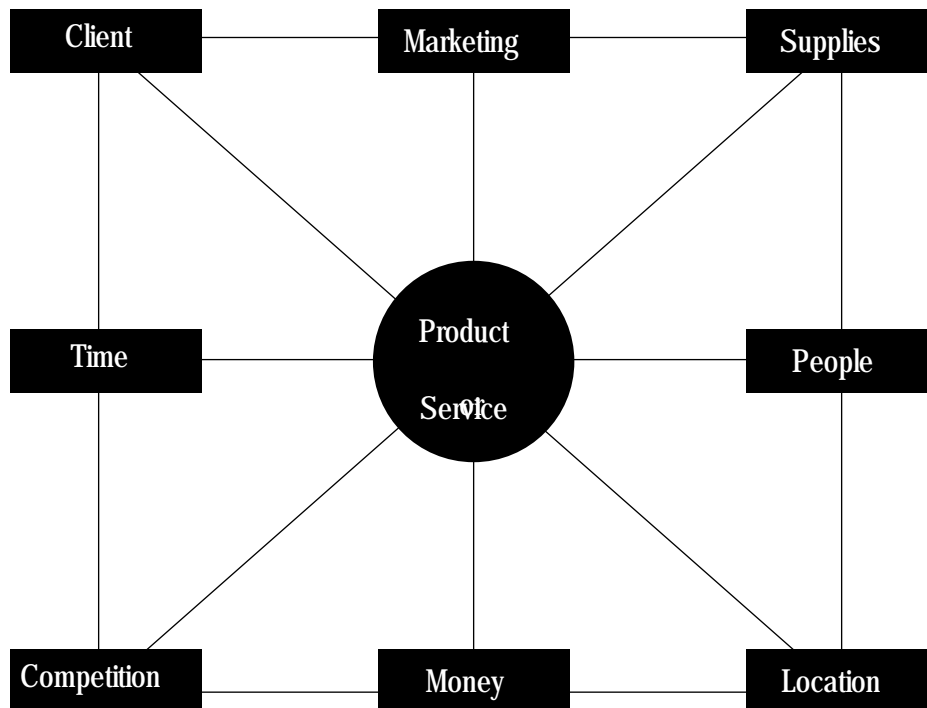 Client
Marketing
Supplies
Product
or
Service
Time
People
Competition
Money
Location